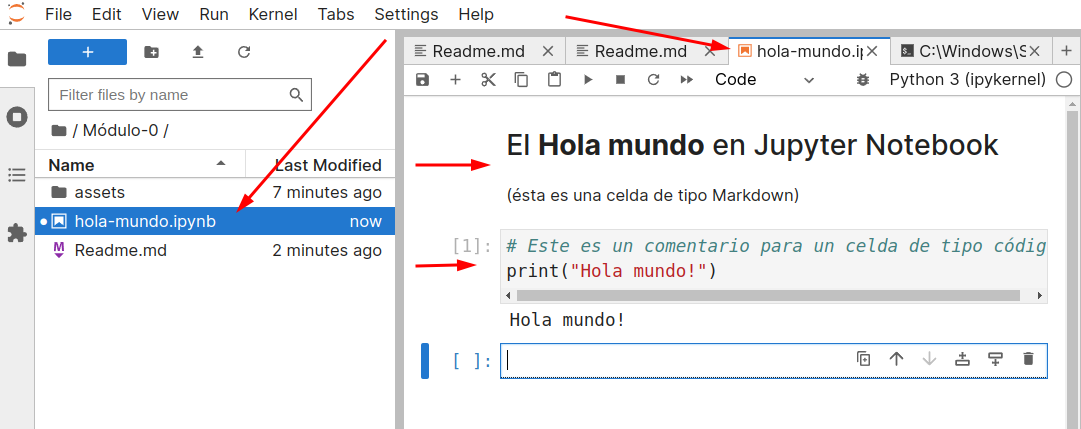 File Edit View Run Kernel Tabs Settings Help
Filter files by name
/ Módulo-0 /
Name Last Modified
assets 7 minutes ago
hola-mundo.ipynb now
Readme.md 2 minutes ago
Readme.md Readme.md hola-mundo.ip C:\Windows\S
Code Python 3 (ipykernel)
El Hola mundo en Jupyter Notebook
(ésta es una celda de tipo Markdown)
[1]: # Este es un comentario para un celda de tipo códig
print("Hola mundo!")
Hola mundo!
[ ]: